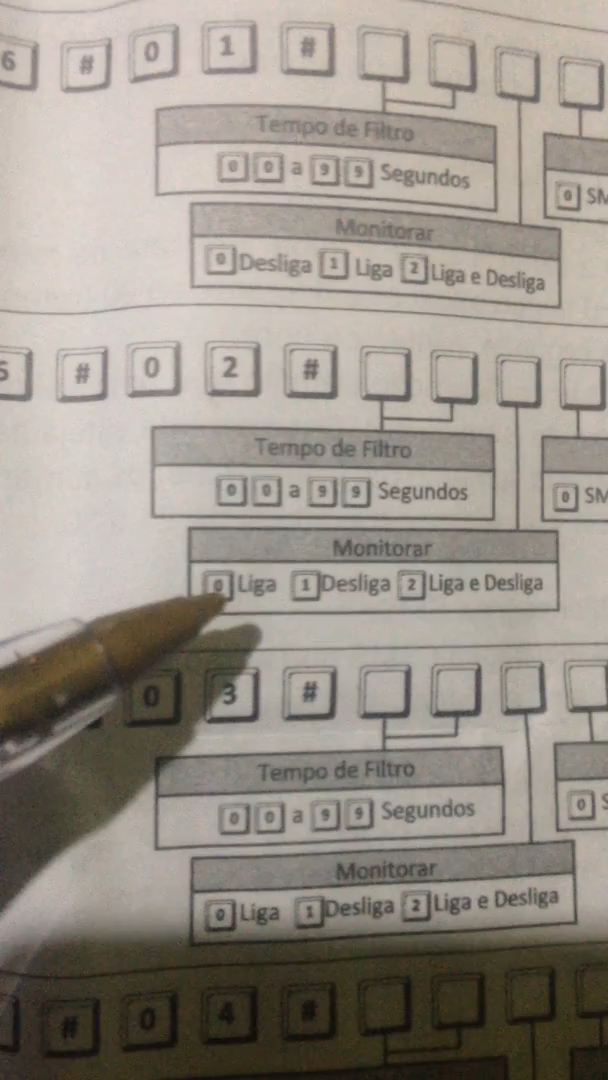 6 # 0 1 #
Tempo de Filtro
0 0 a 9 9 Segundos
0 SM
Monitorar
0 Desliga 1 Liga 2 Liga e Desliga
# 0 2 #
Tempo de Filtro
0 0 a 9 9 Segundos
0 SM
Monitorar
0 Liga 1 Desliga 2 Liga e Desliga
0 3 #
Tempo de Filtro
0 0 a 9 9 Segundos
0 S
Monitorar
0 Liga 1 Desliga 2 Liga e Desliga
# 0 4 #